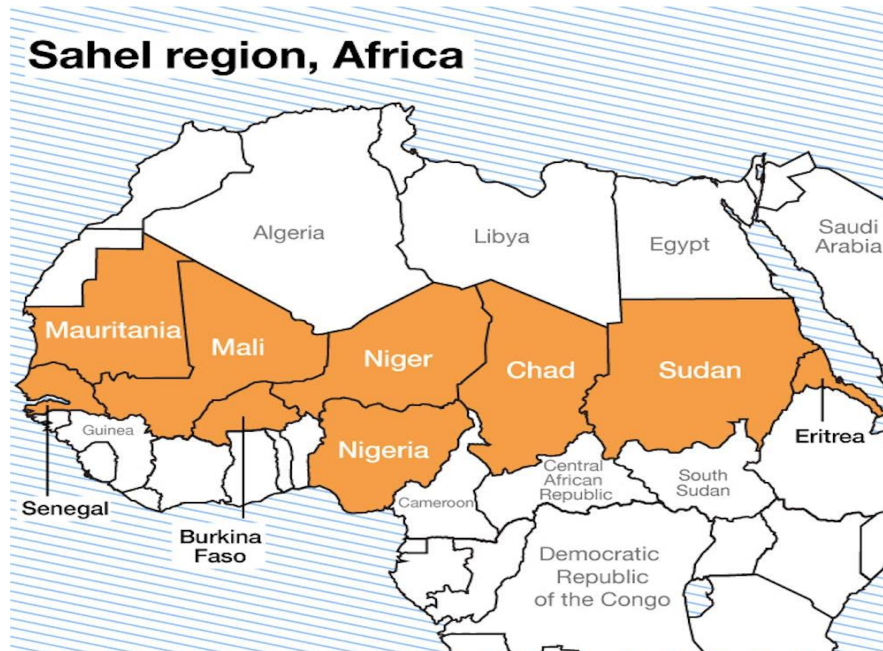 Sahel region, Africa
Algeria
Libya
Egypt
Saudi
Arabia
Mauritania
Mali
Niger
Chad
Sudan
Eritrea
Guinea
Nigeria
Senegal
Burkina
Faso
Cameroon
Central
African
Republic
South
Sudan
Democratic
Republic
of the Congo